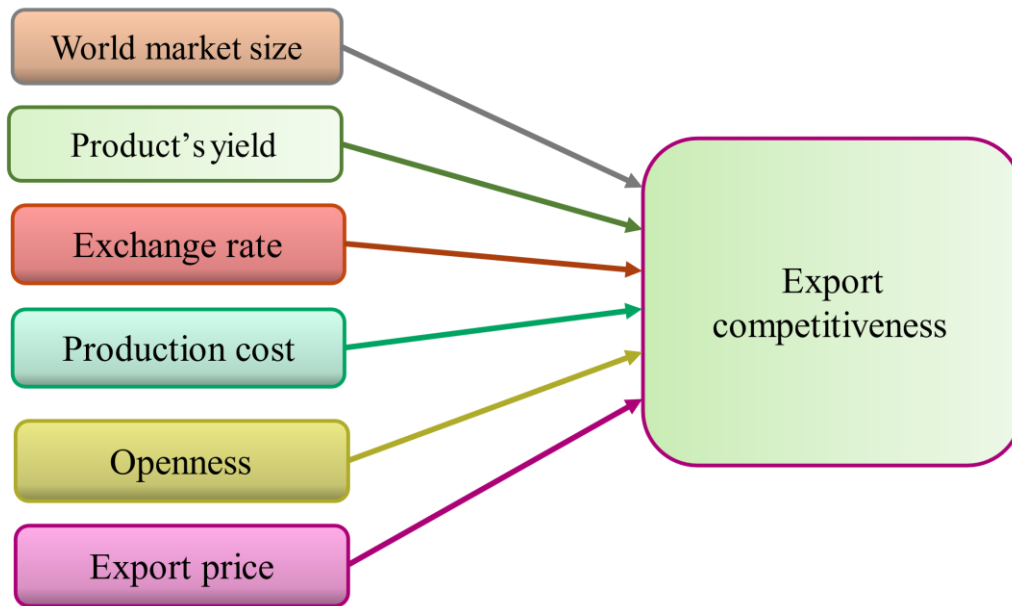 World market size
Product’s yield
Exchange rate
Production cost
Openness
Export price
Export
competitiveness